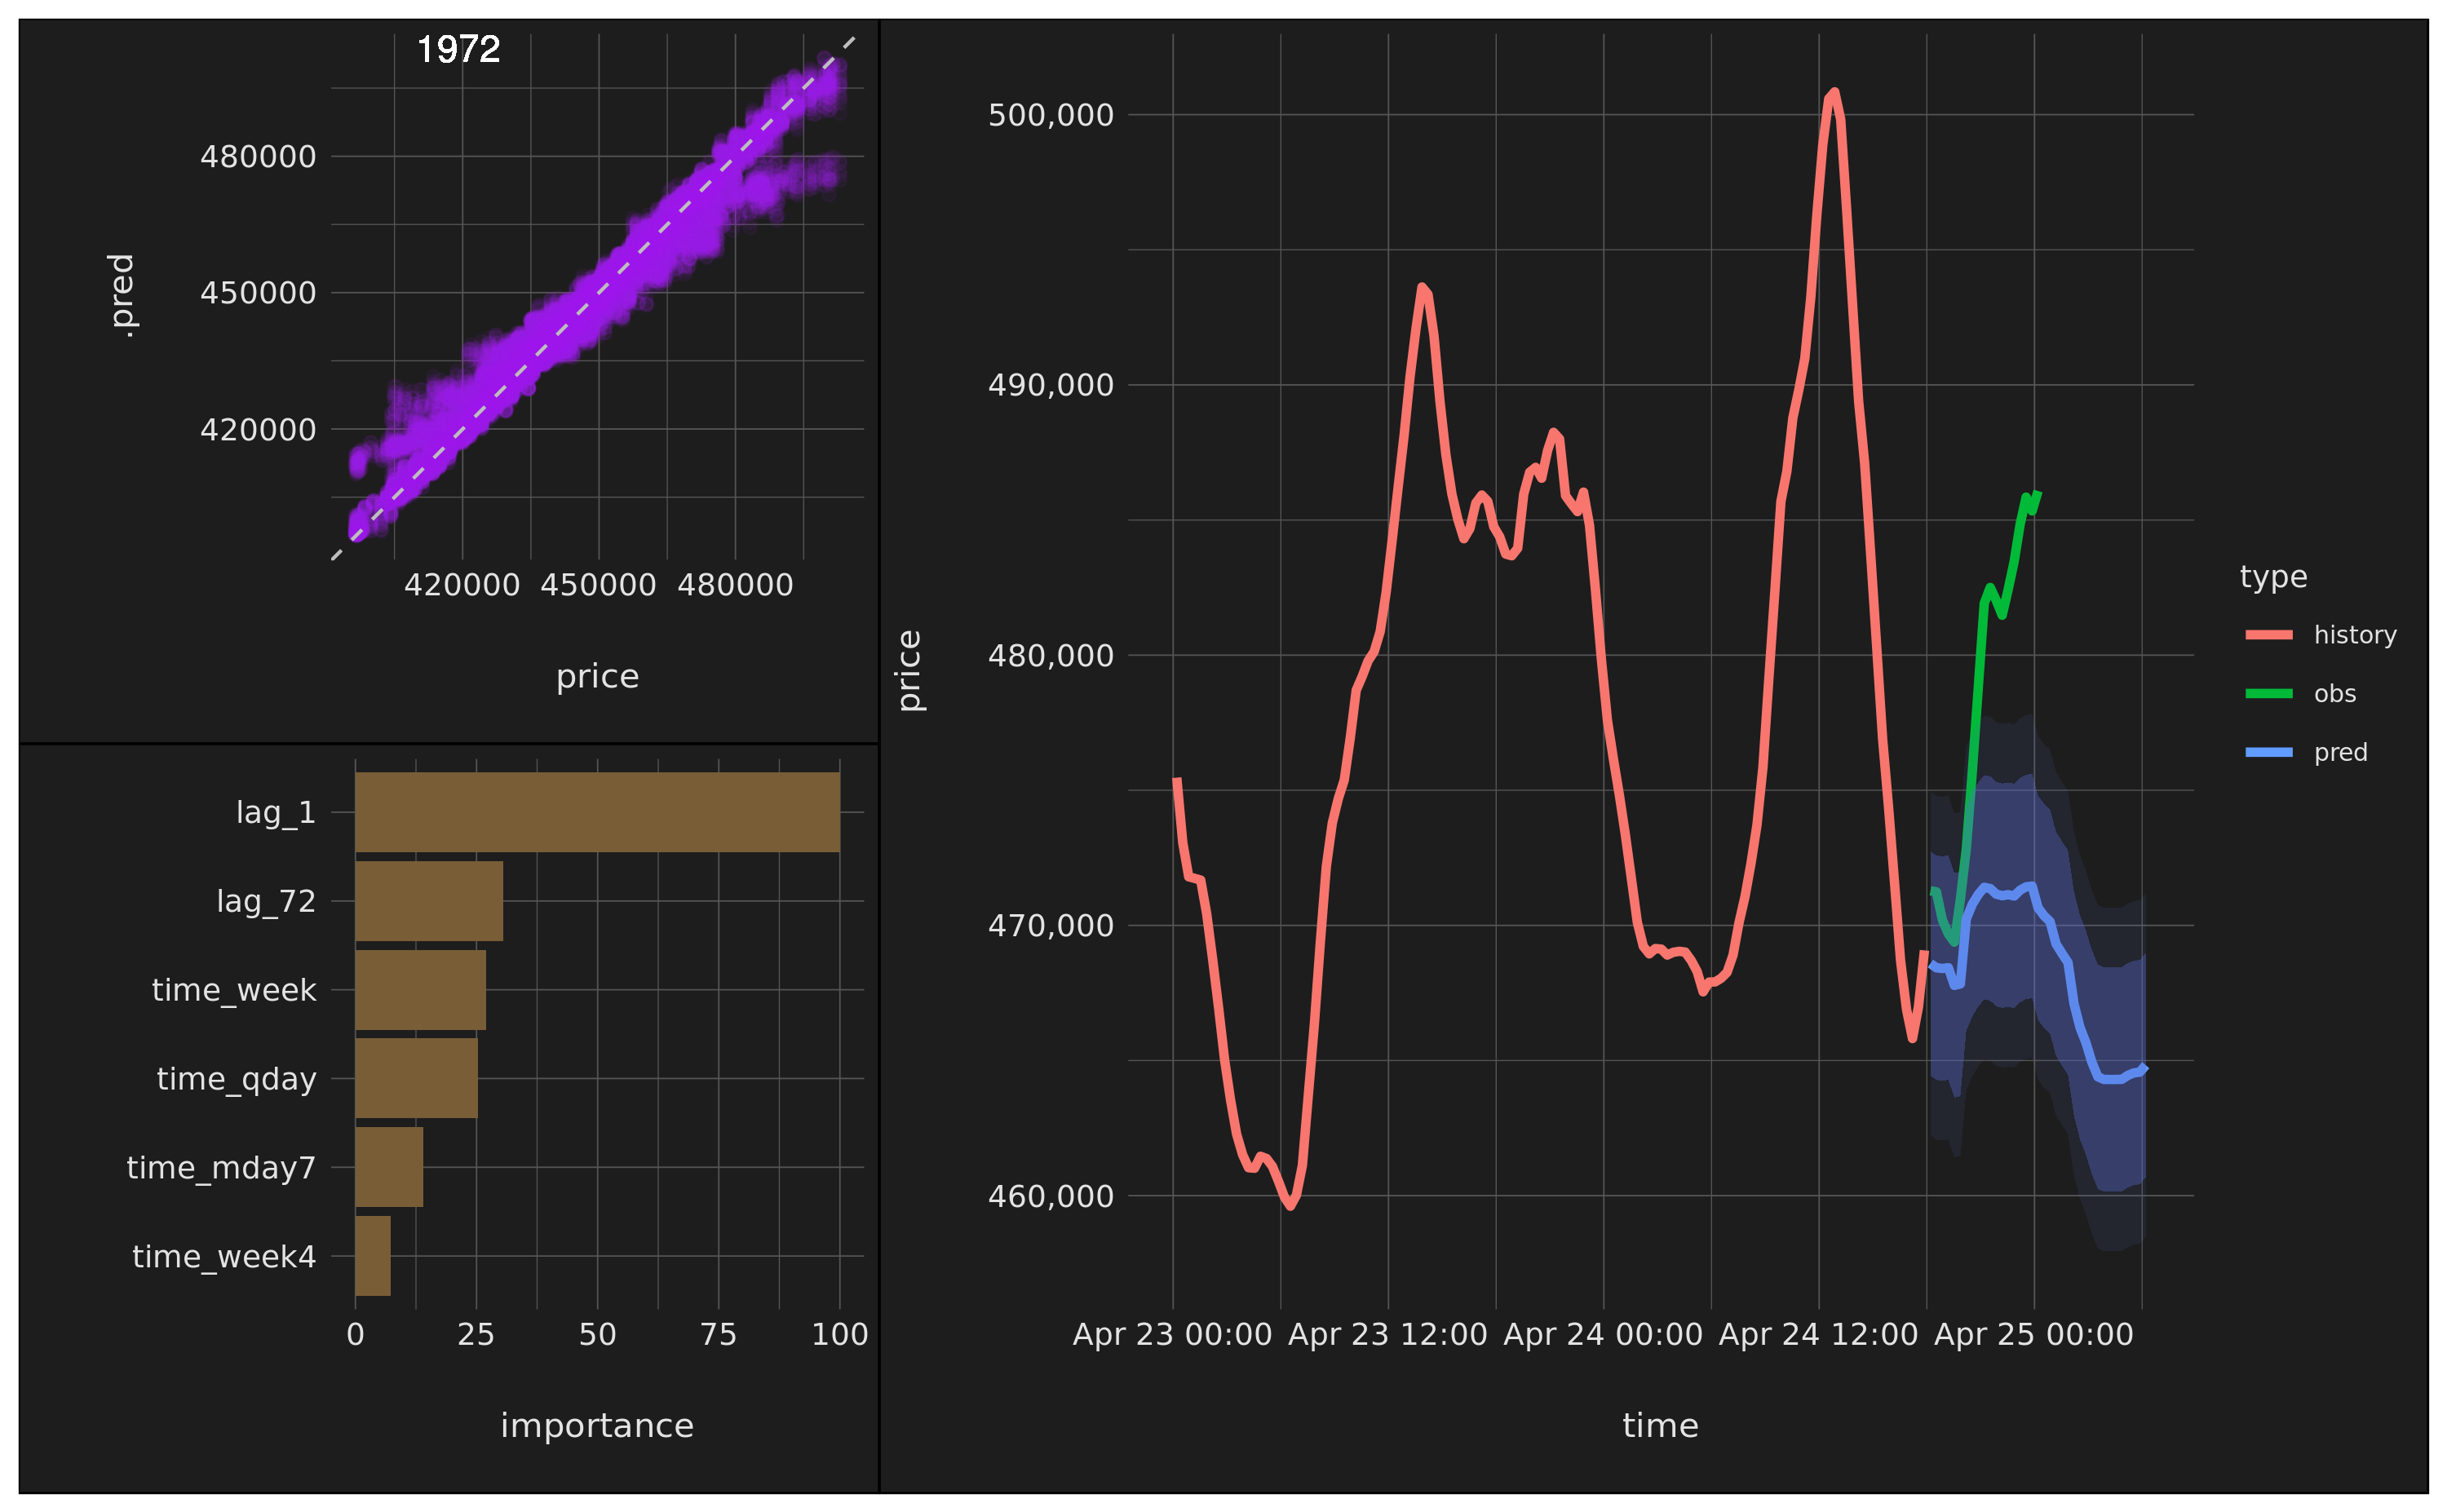 1972
.pred
480000
450000
420000
420000 450000 480000
price
lag_1
lag_72
time_week
time_qday
time_mday7
time_week4
0 25 50 75 100
importance
price
500,000
490,000
480,000
470,000
460,000
Apr 23 00:00 Apr 23 12:00 Apr 24 00:00 Apr 24 12:00 Apr 25 00:00
time
type
history
obs
pred